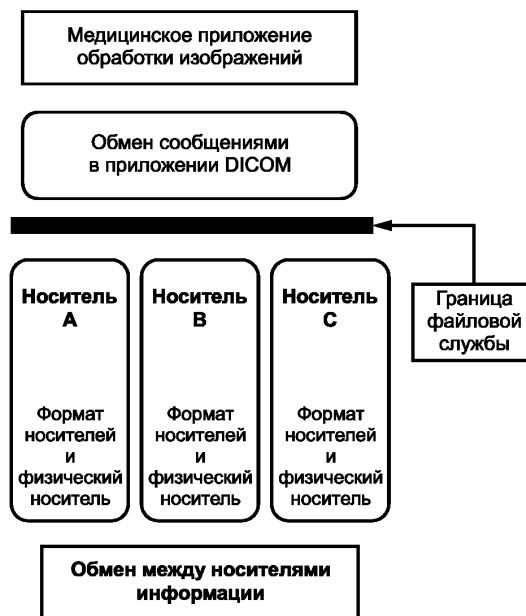 Медицинское приложение
обработки изображений
Обмен сообщениями
в приложении DICOM
Носитель
A
Формат
носителей
и
физический
носитель
Носитель
B
Формат
носителей
и
физический
носитель
Носитель
C
Формат
носителей
и
физический
носитель
Граница
файловой
службы
Обмен между носителями
информации